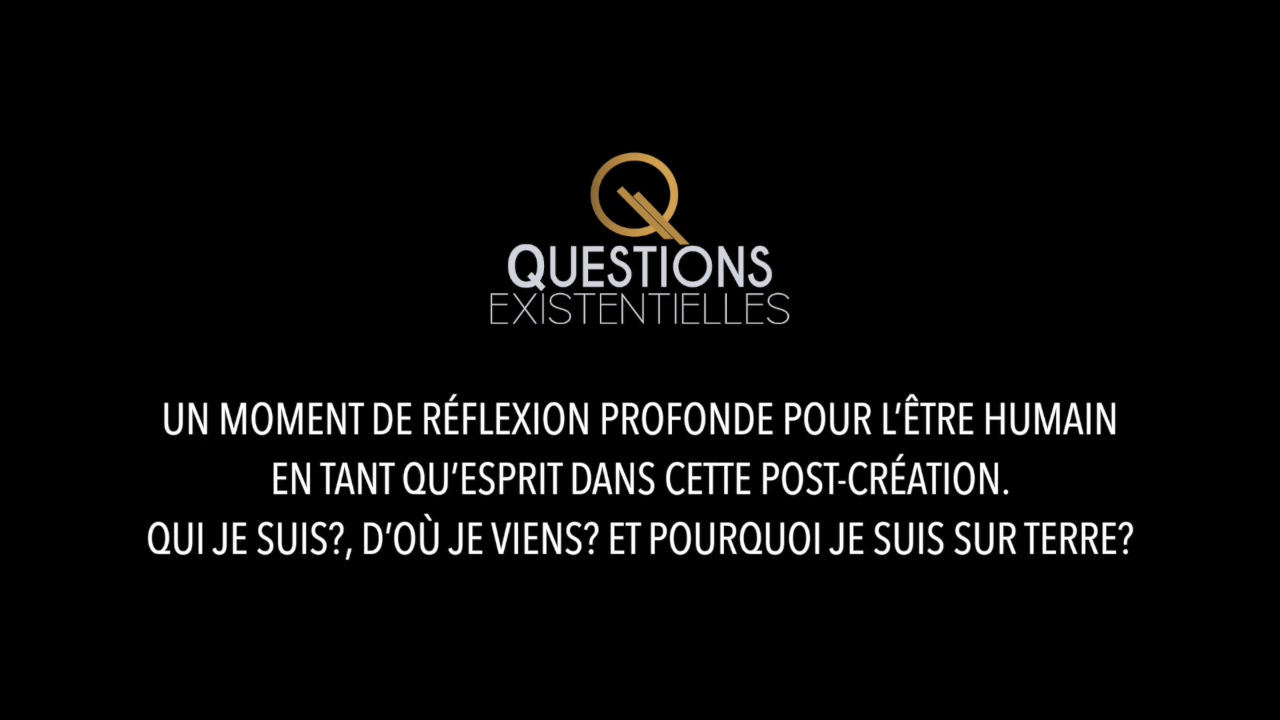 QUESTIONS
EXISTENTIELLES
UN MOMENT DE RÉFLEXION PROFONDE POUR L’ÊTRE HUMAIN
EN TANT QU’ESPRIT DANS CETTE POST-CRÉATION.
QUI JE SUIS?, D’OÙ JE VIENS? ET POURQUOI JE SUIS SUR TERRE?